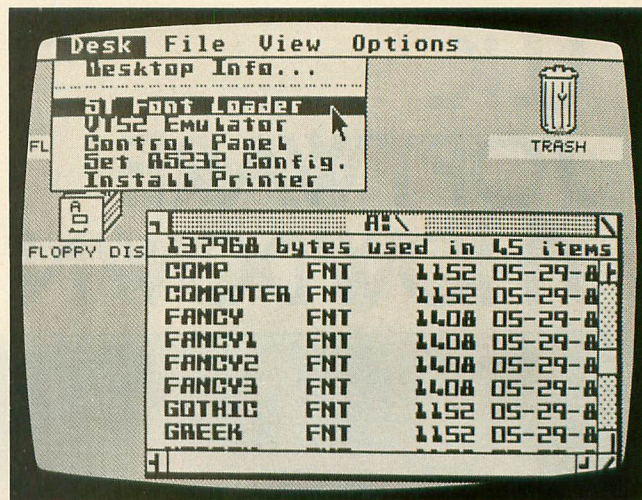 Desk File View Options
Desktop Info...
ST Font Loader
VT52 Emulator
Control Panel
Set RS232 Config.
Install Printer
FL
TRASH
A
FLOPPY DIS
A:\
137968 bytes used in 45 items
COMP FNT 1152 05-29-8
COMPUTER FNT 1152 05-29-8
FANCY FNT 1408 05-29-8
FANCY1 FNT 1408 05-29-8
FANCY2 FNT 1408 05-29-8
FANCY3 FNT 1408 05-29-8
GOTHIC FNT 1152 05-29-8
GREEK FNT 1152 05-29-8